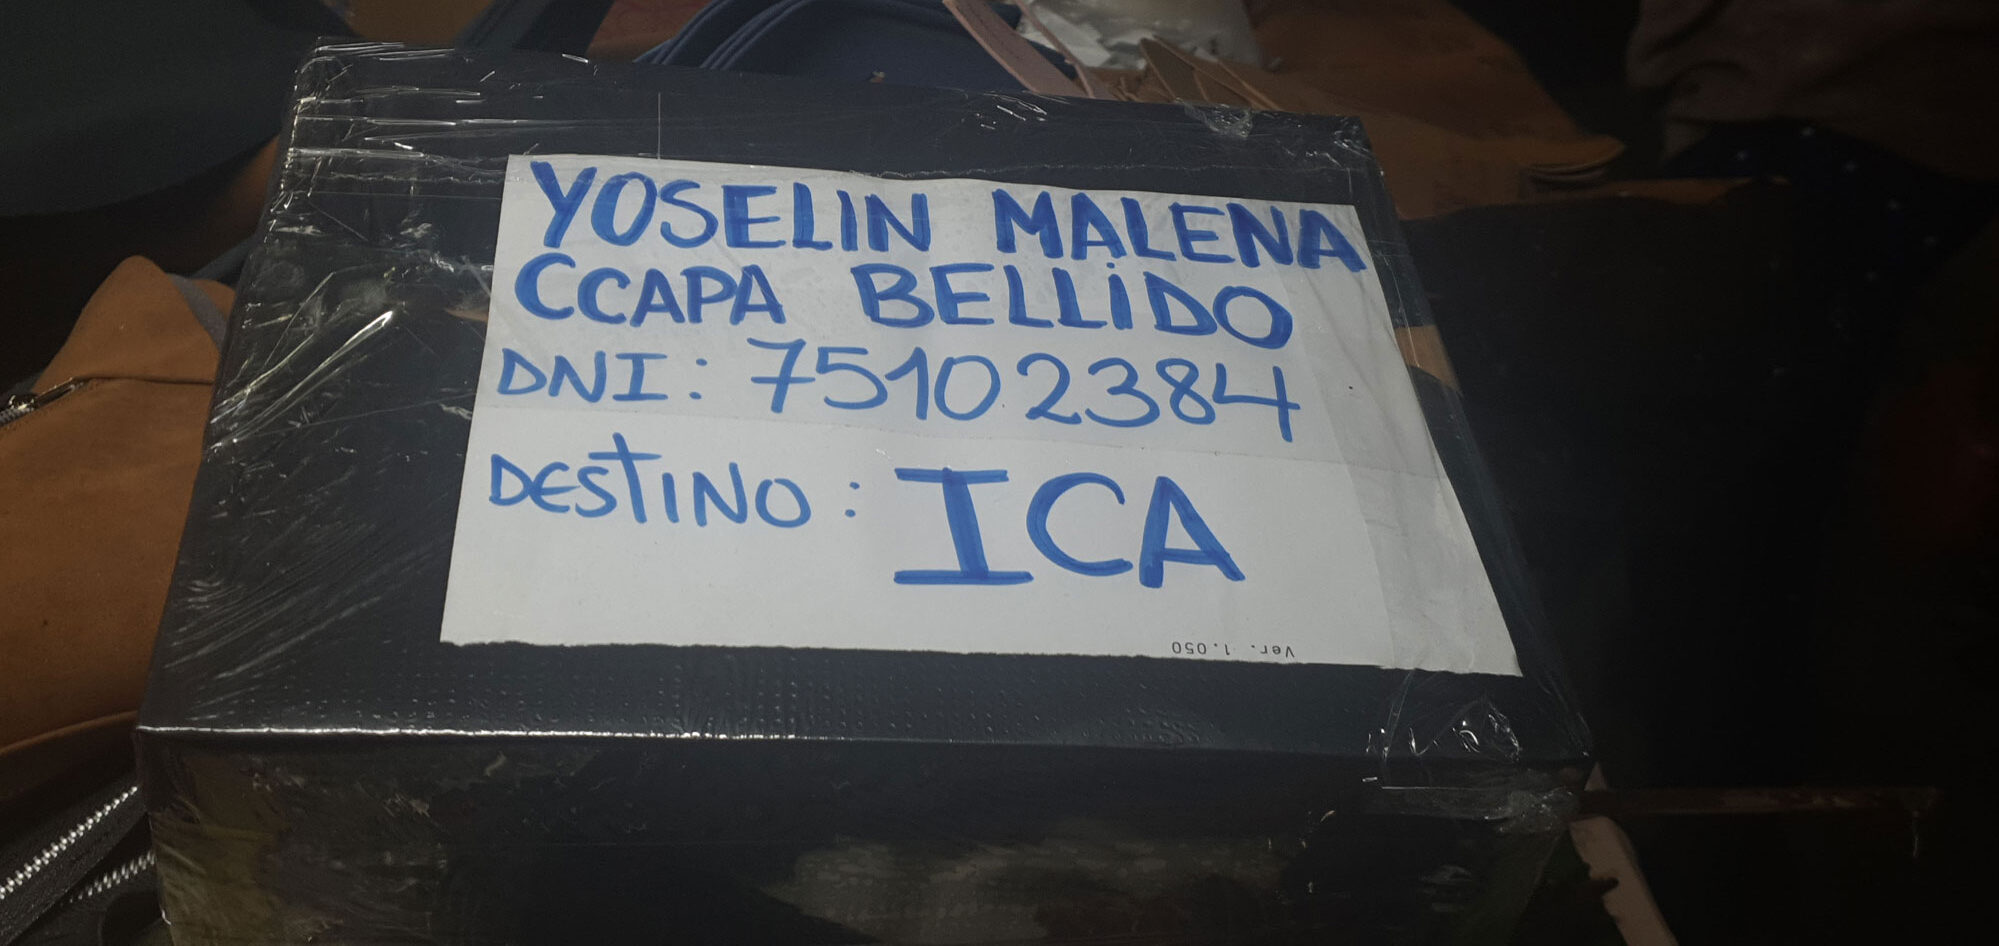 YOSELIN MALENA
CCAPA BELLIDO
DNI: 75102384
DESTINO: ICA
Ver. 1.050